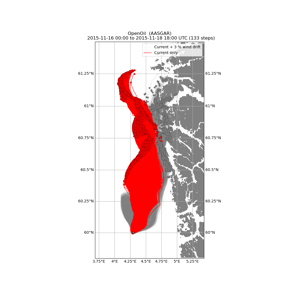 OpenOil (AASGAR)
2015-11-16 00:00 to 2015-11-18 18:00 UTC (133 steps)
Current + 3 % wind drift
Current only
61.25°N 61.25°N
61°N 61°N
60.75°N 60.75°N
60.5°N 60.5°N
60.25°N 60.25°N
60°N 60°N
3.75°E 4°E 4.25°E 4.5°E 4.75°E 5°E 5.25°E